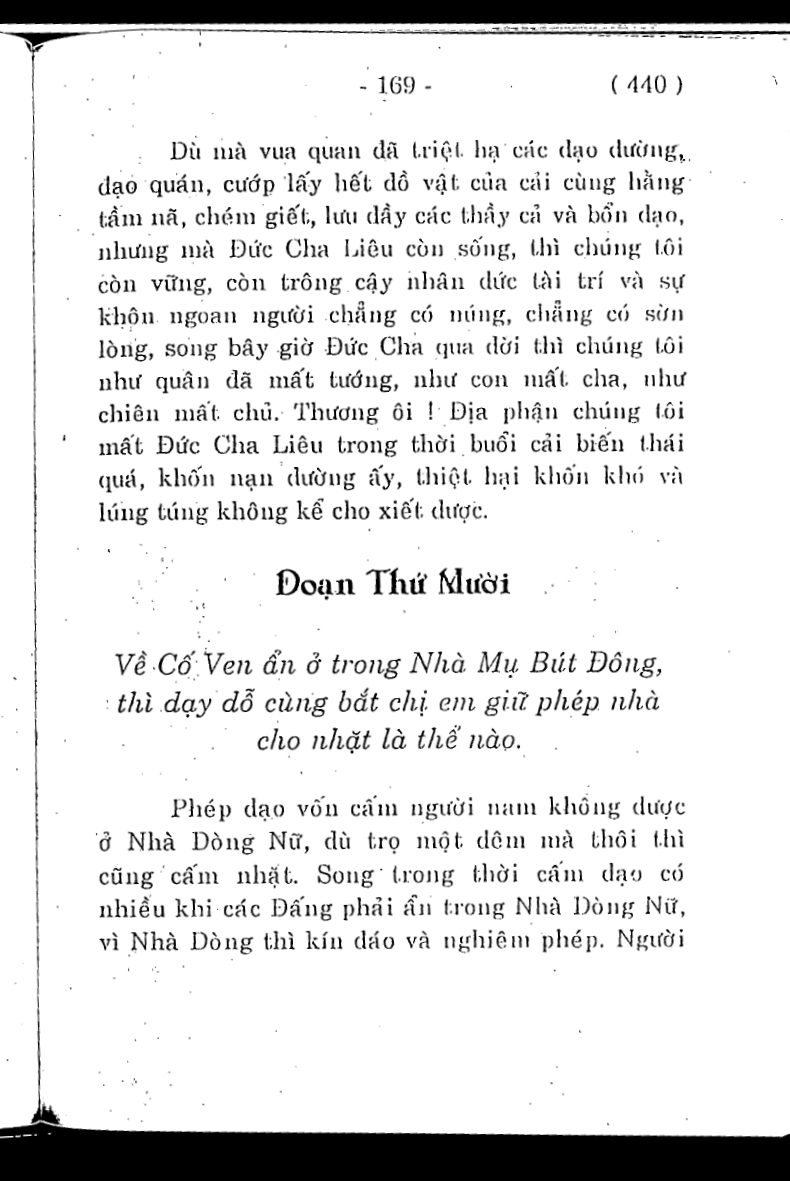 - 169 - ( 440 )
Dù mà vua quan đã triệt hạ các đạo đường,
đạo quán, cướp lấy hết đồ vật của cải cùng hằng
tầm nã, chém giết, lưu đầy các thầy cả và bổn đạo,
nhưng mà Đức Cha Liêu còn sống, thì chúng tôi
còn vững, còn trông cậy nhân đức tài trí và sự
khôn ngoan người chẳng có núng, chẳng có sờn
lòng, song bây giờ Đức Cha qua đời thì chúng tôi
như quân đã mất tướng, như con mất cha, như
chiên mất chủ. Thương ôi ! Địa phận chúng tôi
mất Đức Cha Liêu trong thời buổi cải biến thái
quá, khốn nạn dường ấy, thiệt hại khốn khó và
lúng túng không kể cho xiết được.
Đoạn Thứ Mười
Về Cố Ven ẩn ở trong Nhà Mụ Bút Đông,
thì dạy dỗ cùng bắt chị em giữ phép nhà
cho nhặt là thể nào.
Phép đạo vốn cấm người nam không được
ở Nhà Dòng Nữ, dù trọ một đêm mà thôi thì
cũng cấm nhặt. Song trong thời cấm đạo có
nhiều khi các Đấng phải ẩn trong Nhà Dòng Nữ,
vì Nhà Dòng thì kín đáo và nghiêm phép. Người